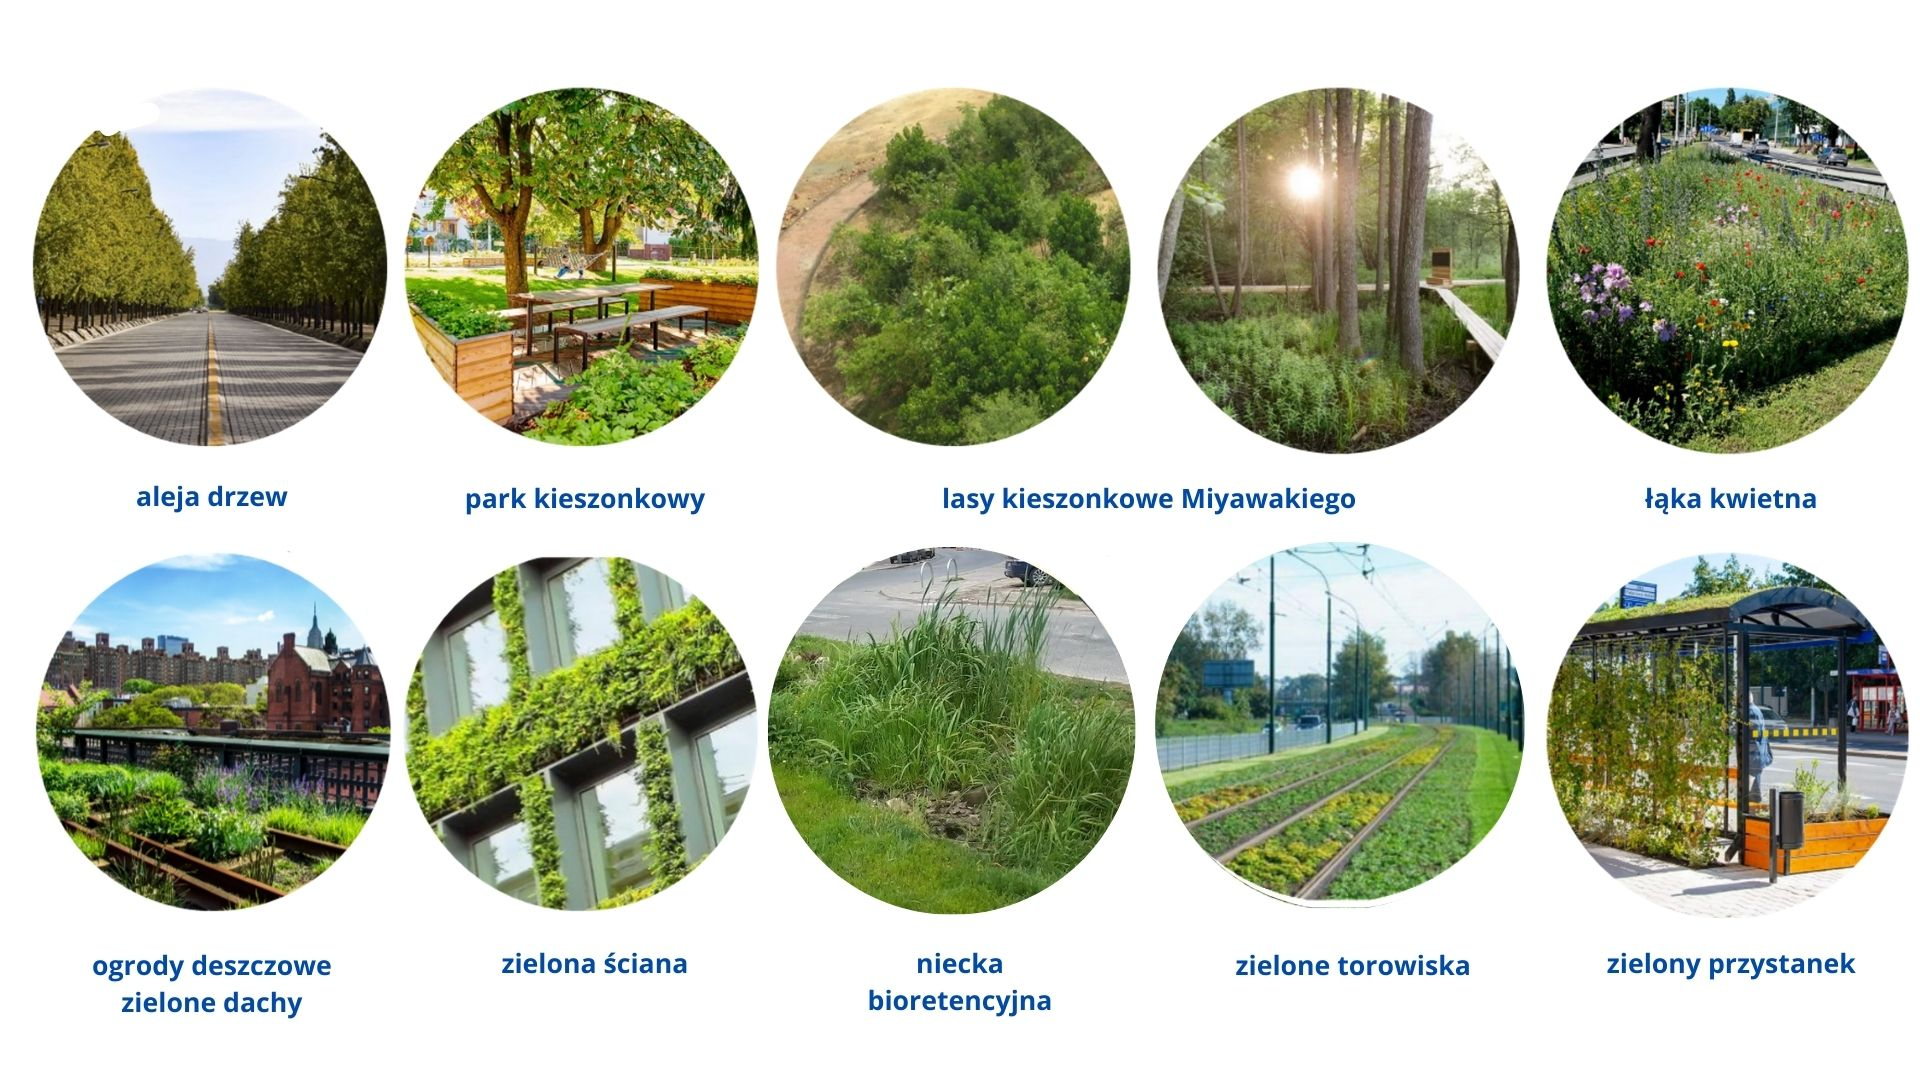 aleja drzew
park kieszonkowy
lasy kieszonkowe Miyawakiego
łąka kwietna
ogrody deszczowe
zielone dachy
zielona ściana
niecka
bioretencyjna
zielone torowiska
zielony przystanek